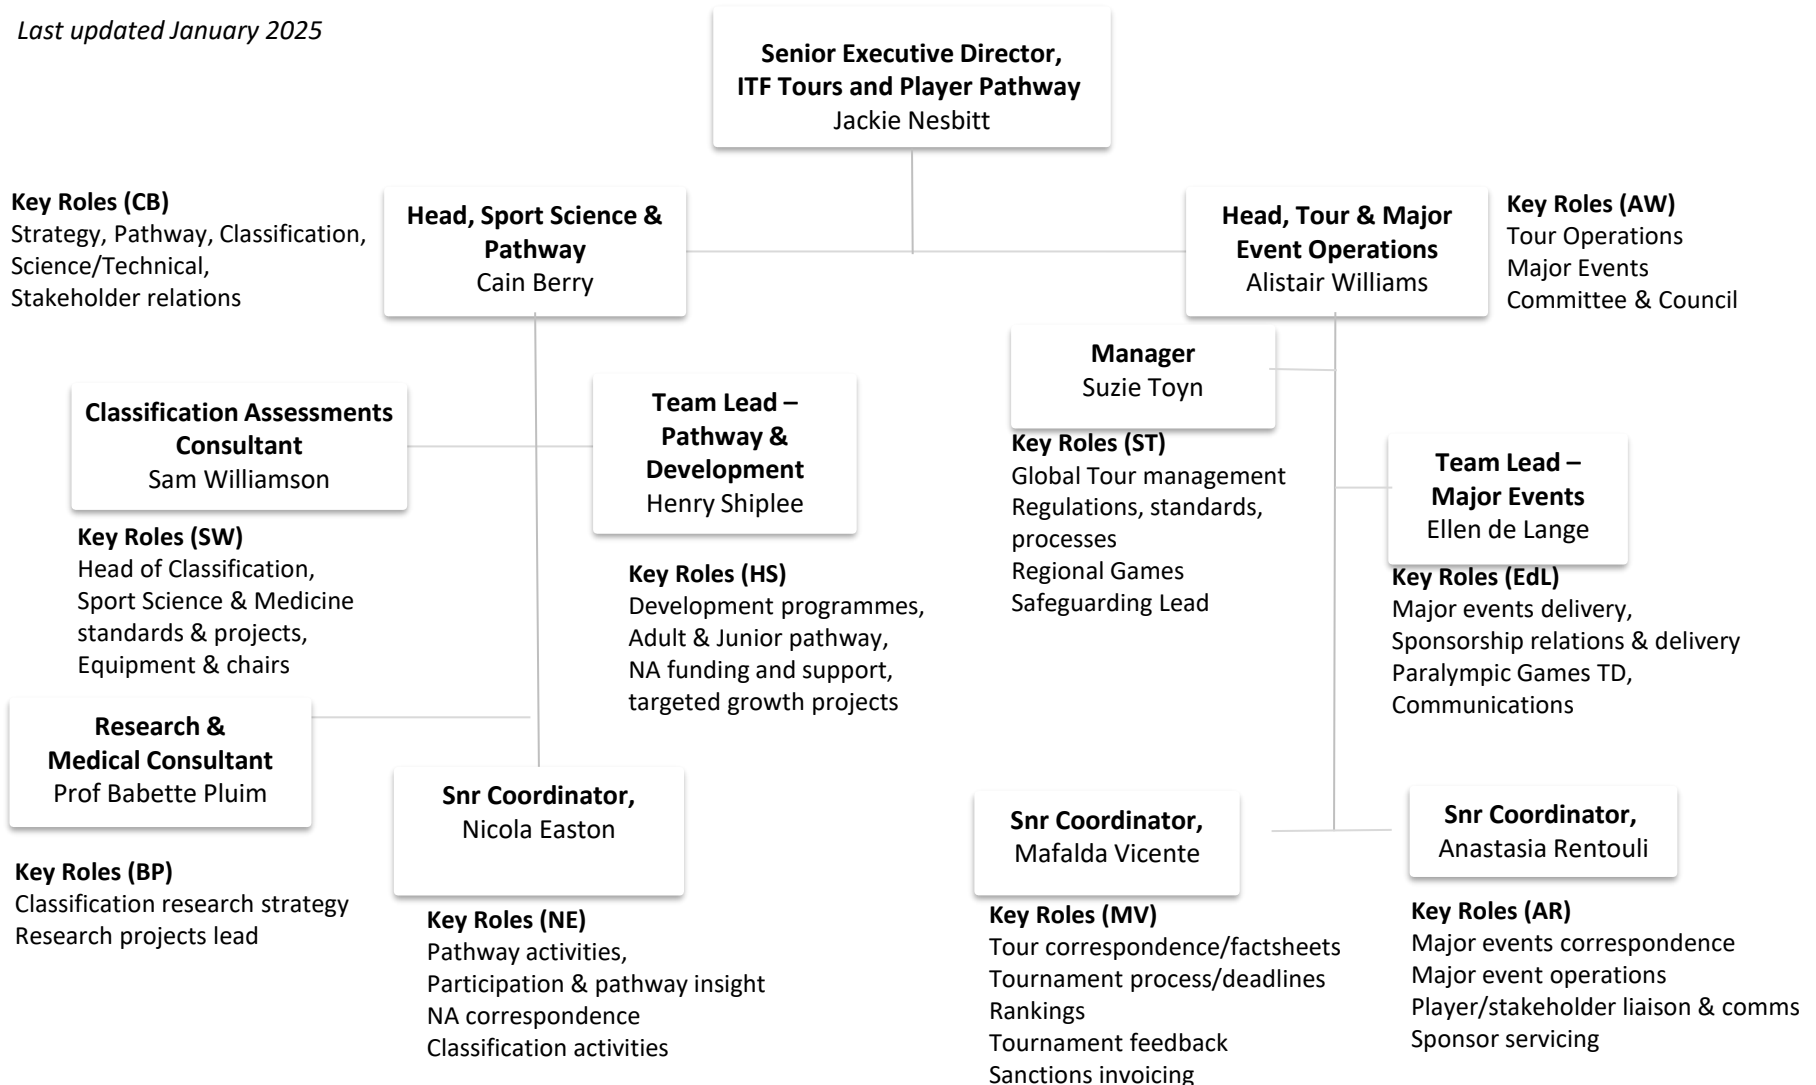 Last updated January 2025
Senior Executive Director,
ITF Tours and Player Pathway
Jackie Nesbitt
Key Roles (CB)
Strategy, Pathway, Classification,
Science/Technical,
Stakeholder relations
Head, Sport Science &
Pathway
Cain Berry
Head, Tour & Major
Event Operations
Alistair Williams
Key Roles (AW)
Tour Operations
Major Events
Committee & Council
Classification Assessments
Consultant
Sam Williamson
Key Roles (SW)
Head of Classification,
Sport Science & Medicine
standards & projects,
Equipment & chairs
Team Lead –
Pathway &
Development
Henry Shiplee
Key Roles (HS)
Development programmes,
Adult & Junior pathway,
NA funding and support,
targeted growth projects
Manager
Suzie Toyn
Key Roles (ST)
Global Tour management
Regulations, standards,
processes
Regional Games
Safeguarding Lead
Team Lead –
Major Events
Ellen de Lange
Key Roles (EdL)
Major events delivery,
Sponsorship relations & delivery
Paralympic Games TD,
Communications
Research &
Medical Consultant
Prof Babette Pluim
Key Roles (BP)
Classification research strategy
Research projects lead
Snr Coordinator,
Nicola Easton
Key Roles (NE)
Pathway activities,
Participation & pathway insight
NA correspondence
Classification activities
Snr Coordinator,
Mafalda Vicente
Key Roles (MV)
Tour correspondence/factsheets
Tournament process/deadlines
Rankings
Tournament feedback
Sanctions invoicing
Snr Coordinator,
Anastasia Rentouli
Key Roles (AR)
Major events correspondence
Major event operations
Player/stakeholder liaison & comms
Sponsor servicing